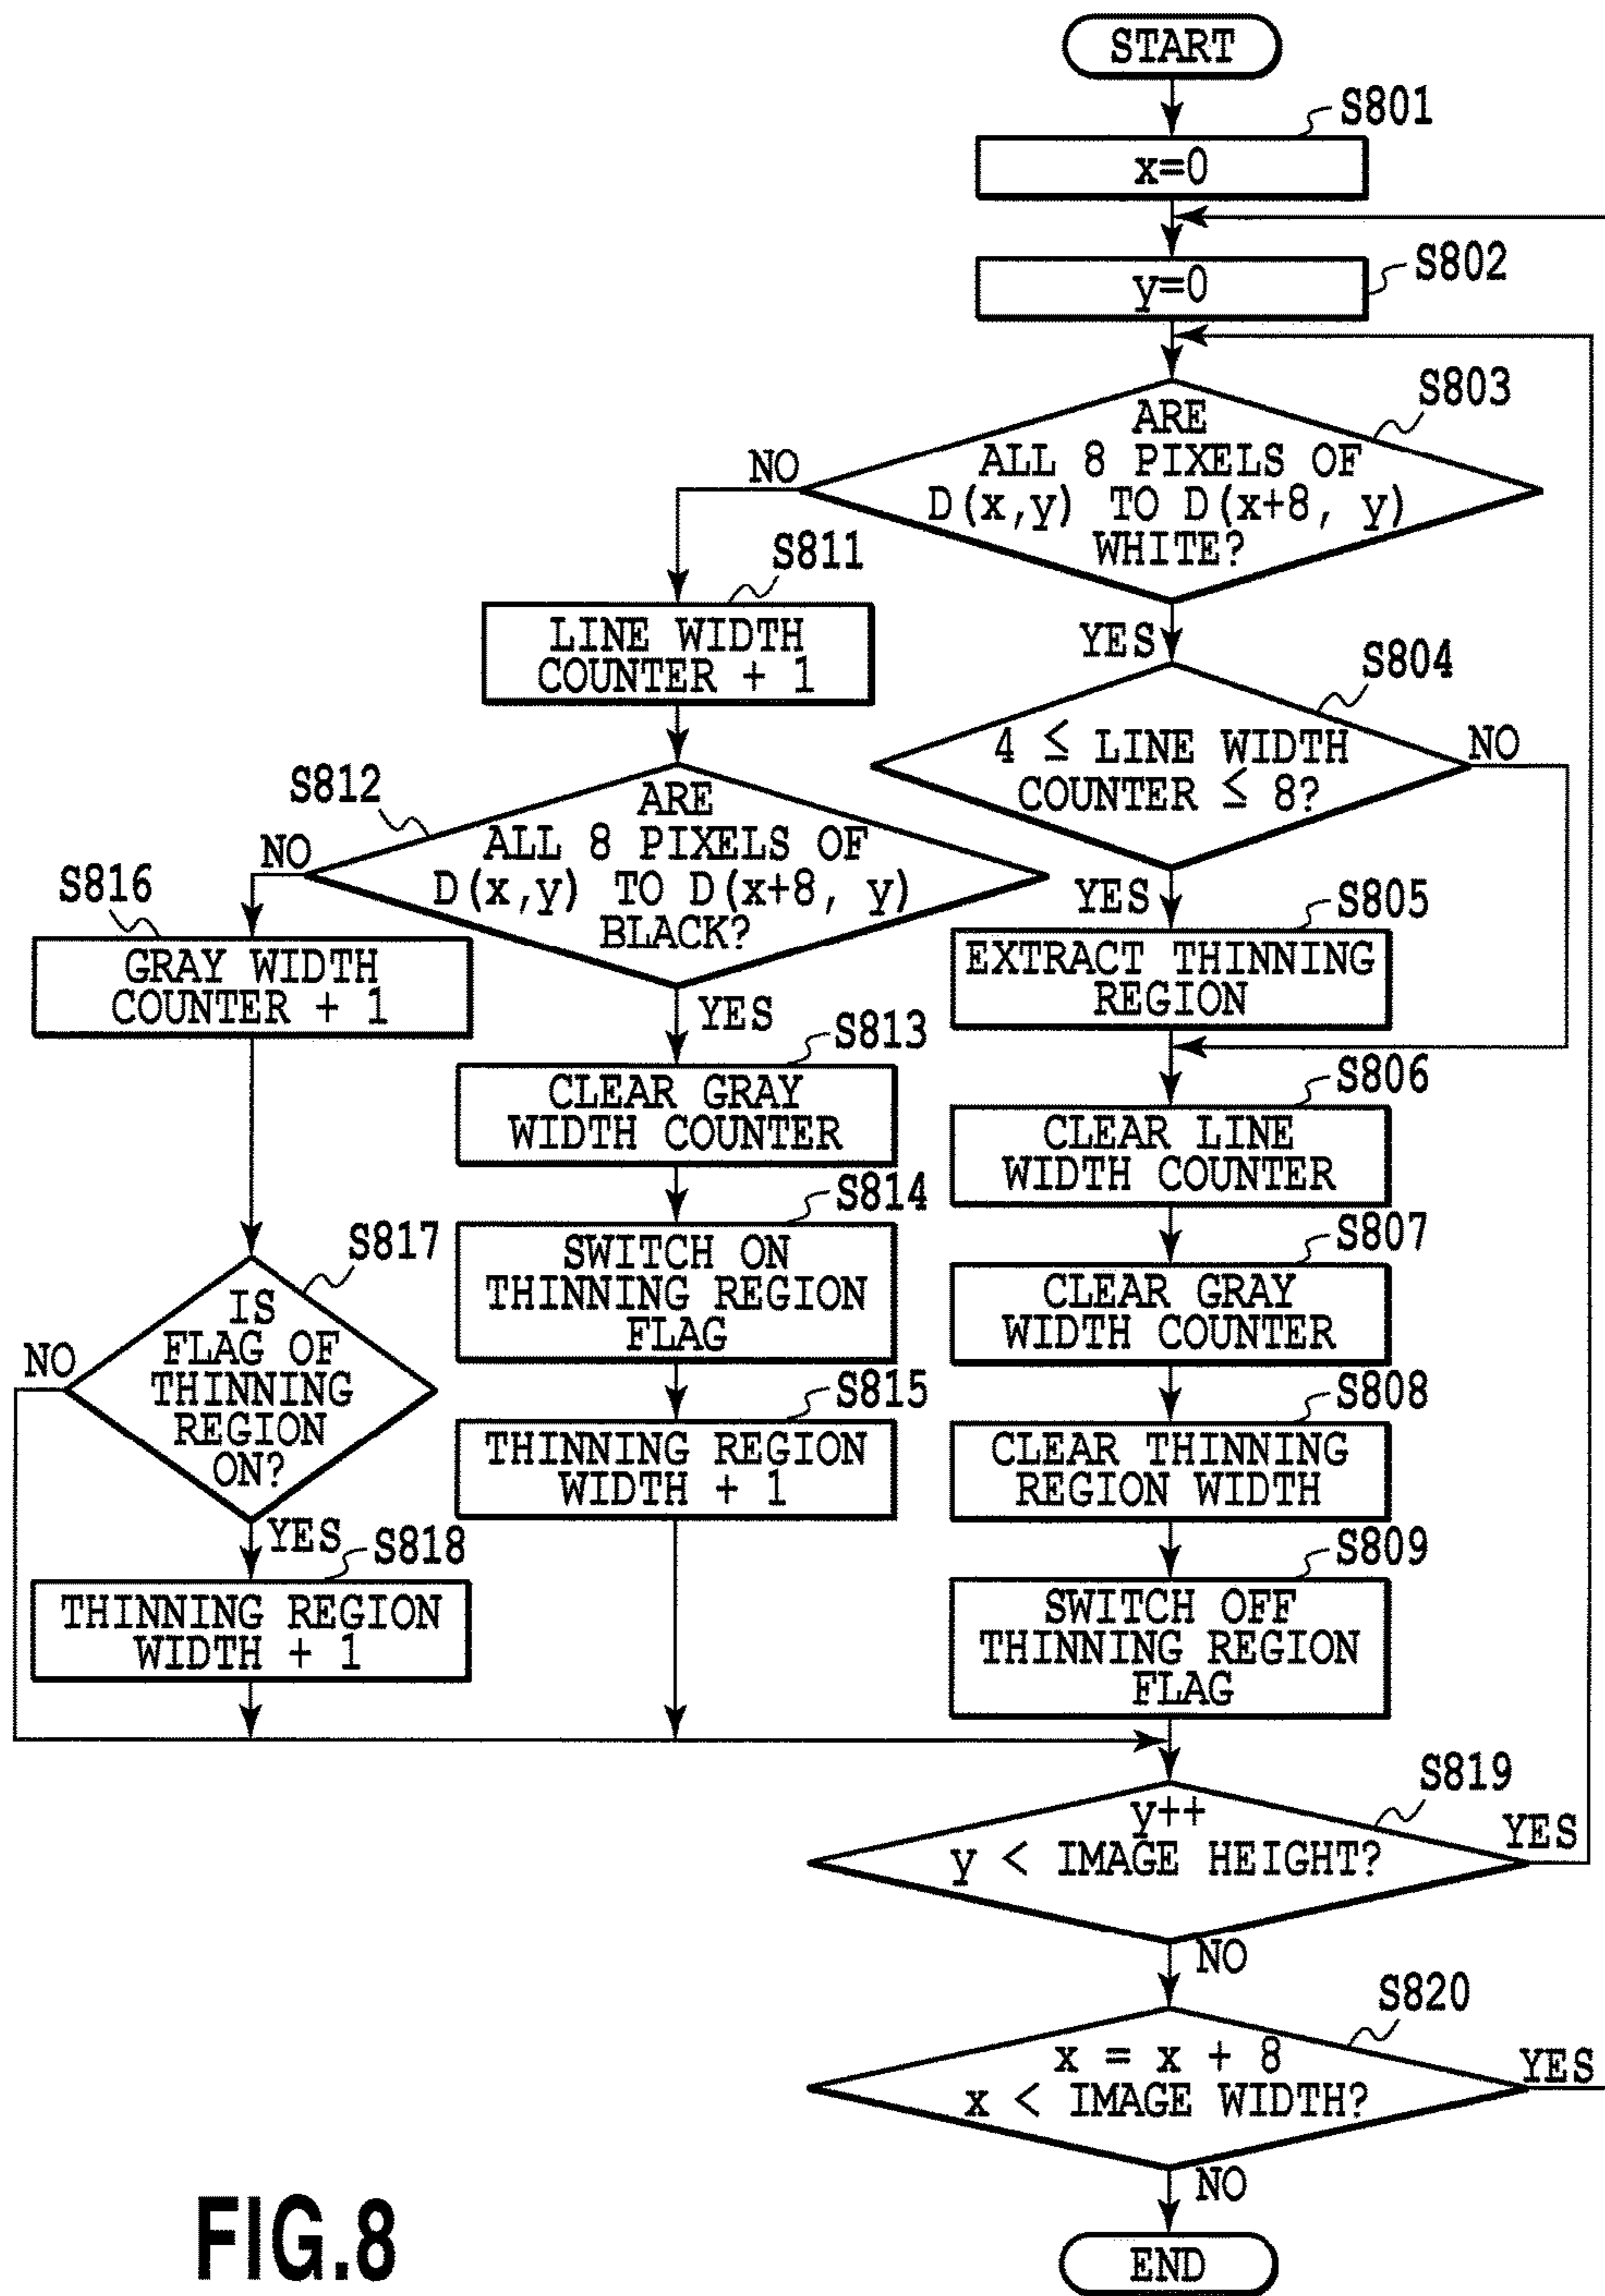 START
S801
x=0
S802
y=0
S803
ARE
ALL 8 PIXELS OF
D(x,y) TO D(x+8, y)
WHITE?
NO
YES
S811
LINE WIDTH
COUNTER + 1
S804
4 ≤ LINE WIDTH
COUNTER ≤ 8?
NO
YES
S812
ARE
ALL 8 PIXELS OF
D(x,y) TO D(x+8, y)
BLACK?
NO
YES
S805
EXTRACT THINNING
REGION
S816
GRAY WIDTH
COUNTER + 1
S813
CLEAR GRAY
WIDTH COUNTER
S806
CLEAR LINE
WIDTH COUNTER
S814
SWITCH ON
THINNING REGION
FLAG
S807
CLEAR GRAY
WIDTH COUNTER
S817
IS
FLAG OF
THINNING
REGION
ON?
NO
YES
S815
THINNING REGION
WIDTH + 1
S808
CLEAR THINNING
REGION WIDTH
S818
THINNING REGION
WIDTH + 1
S809
SWITCH OFF
THINNING REGION
FLAG
S819
y++
y < IMAGE HEIGHT?
YES
NO
S820
x = x + 8
x < IMAGE WIDTH?
YES
NO
END
FIG.8